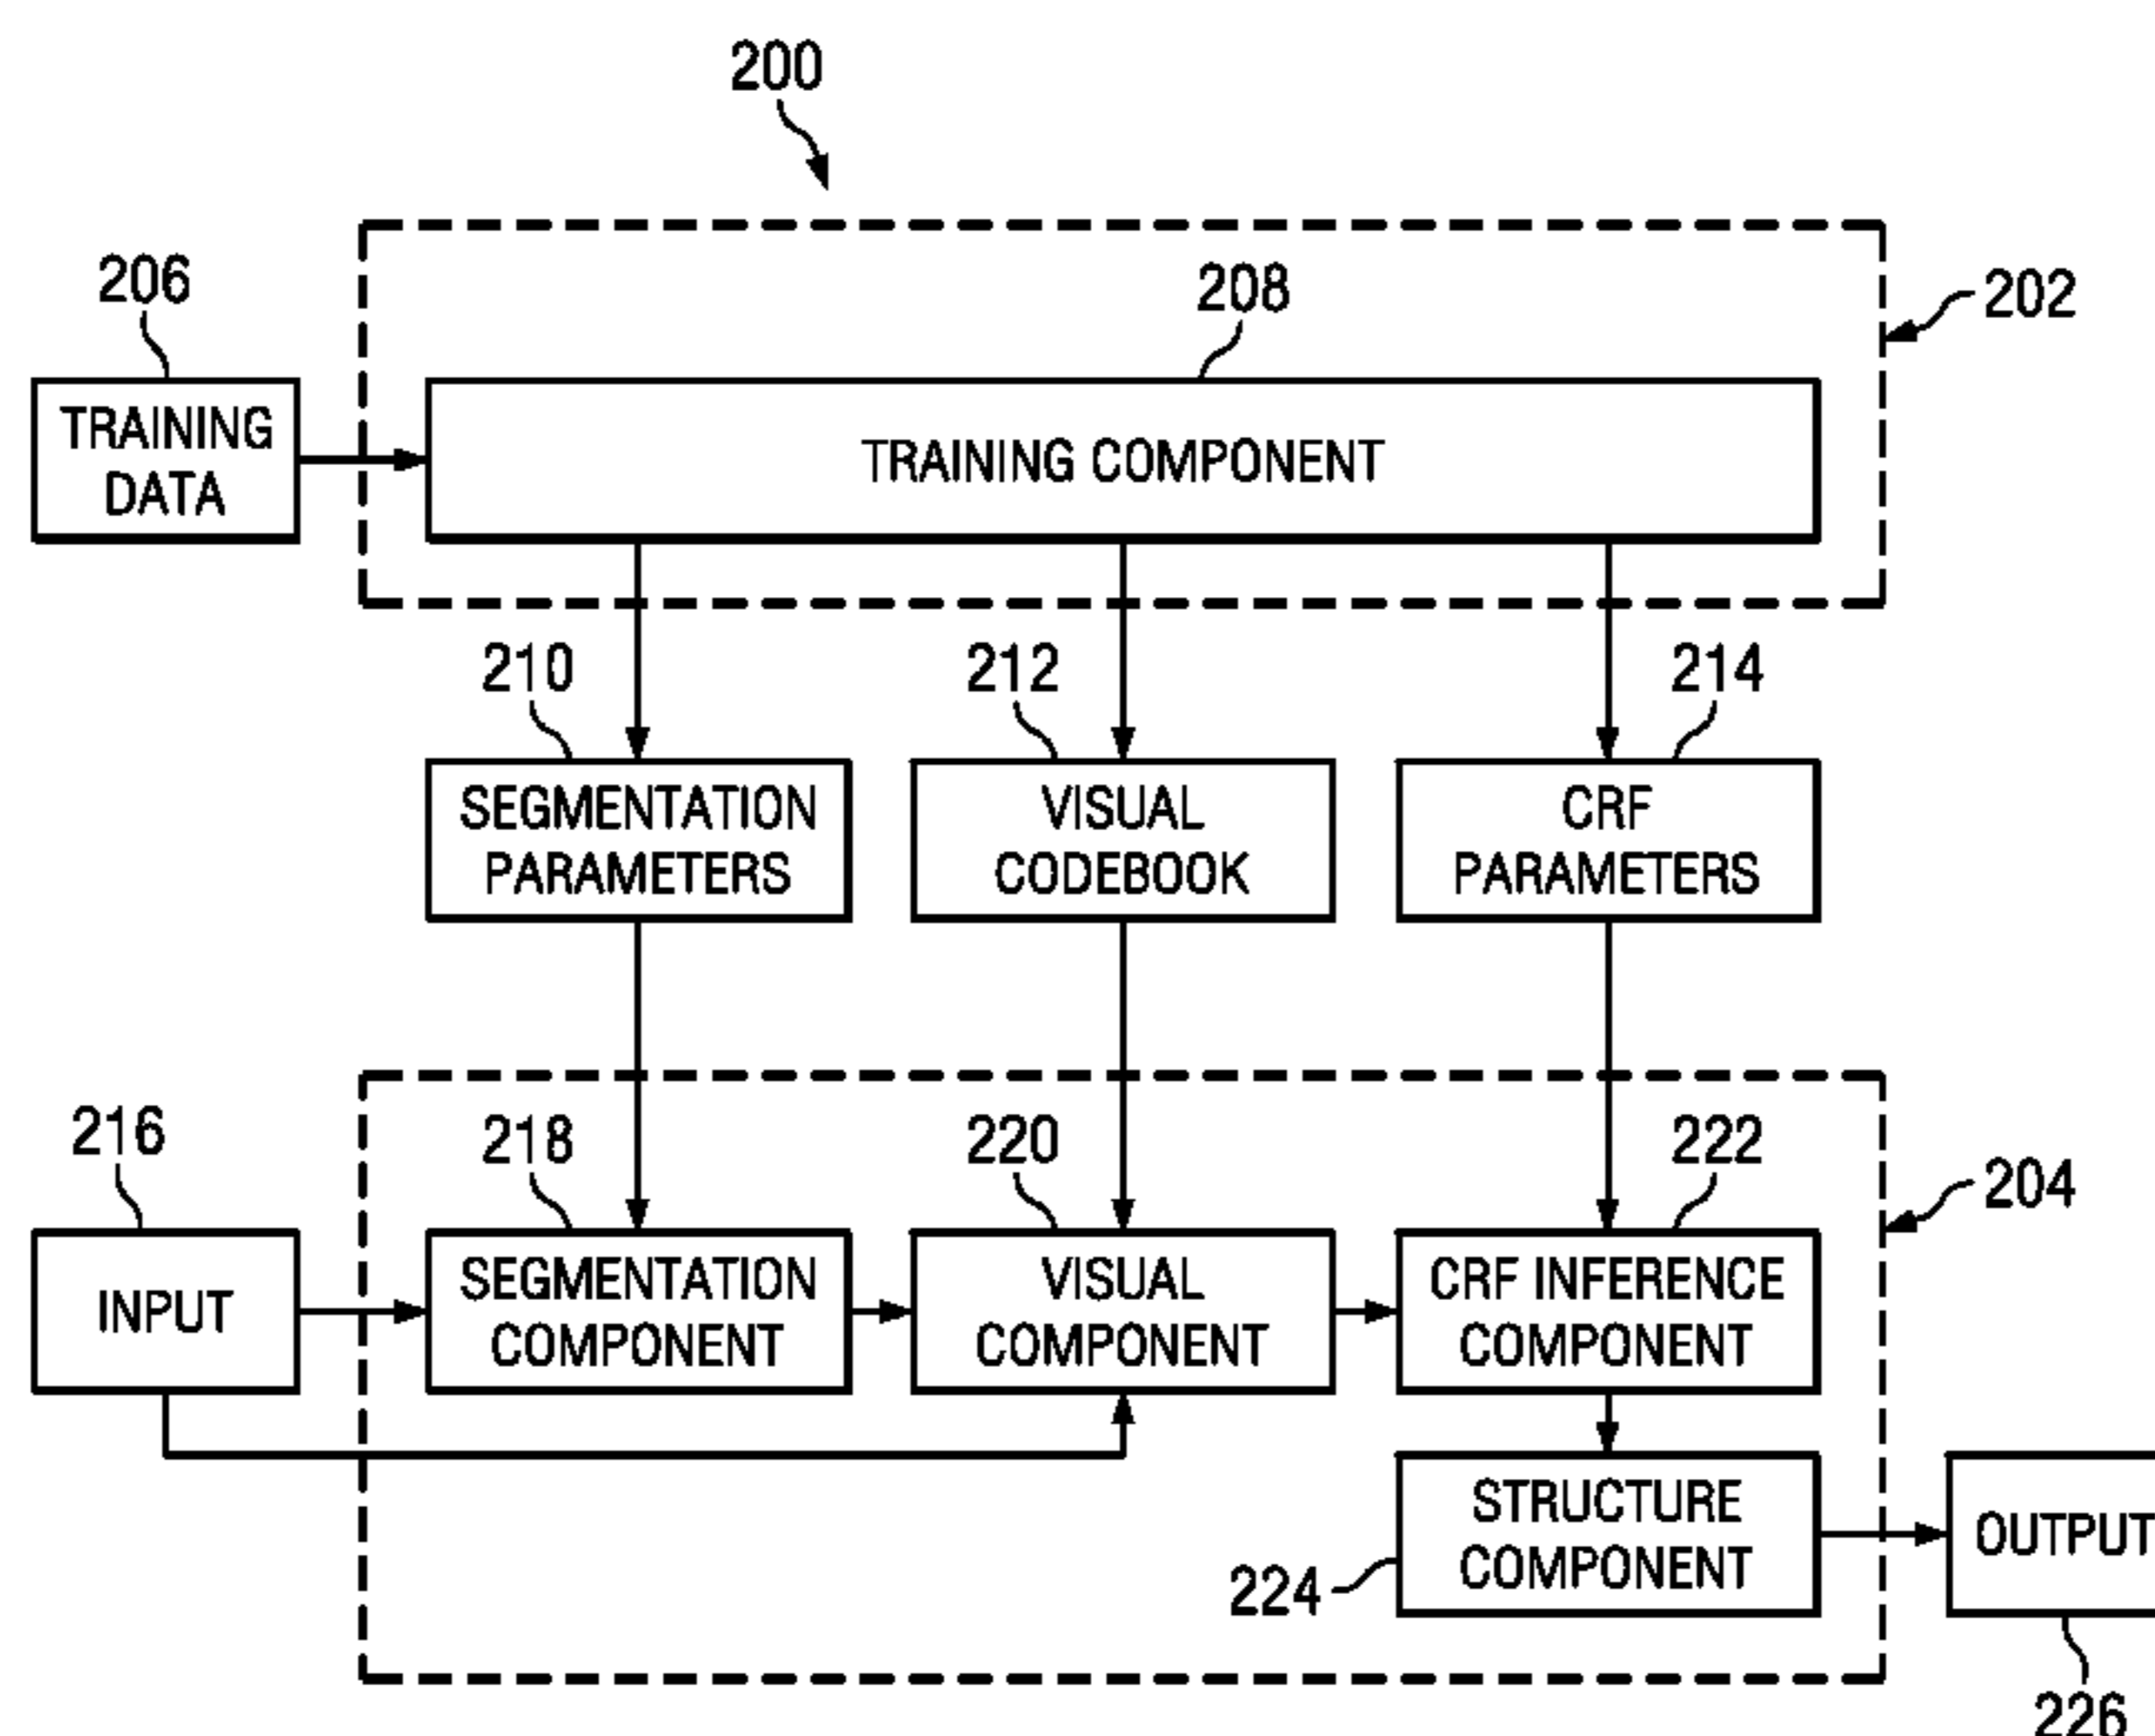 200
206
208
202
TRAINING
DATA
TRAINING COMPONENT
210
212
214
SEGMENTATION
PARAMETERS
VISUAL
CODEBOOK
CRF
PARAMETERS
216
218
220
222
204
INPUT
SEGMENTATION
COMPONENT
VISUAL
COMPONENT
CRF INFERENCE
COMPONENT
STRUCTURE
COMPONENT
224
OUTPUT
226